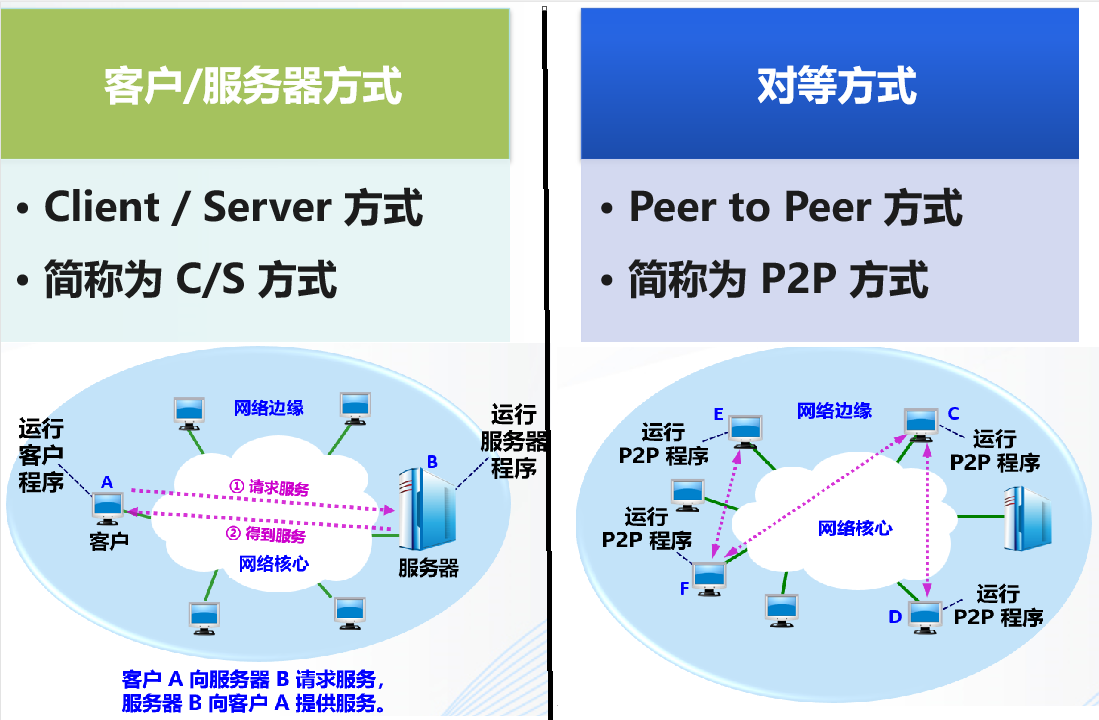 客户/服务器方式
• Client / Server 方式
• 简称为 C/S 方式
网络边缘
运行
客户
程序
A
客户
① 请求服务
② 得到服务
网络核心
B
运行
服务器
程序
服务器
客户 A 向服务器 B 请求服务，
服务器 B 向客户 A 提供服务。
对等方式
• Peer to Peer 方式
• 简称为 P2P 方式
网络边缘
E
运行
P2P 程序
C
运行
P2P 程序
运行
P2P 程序
网络核心
F
D
运行
P2P 程序